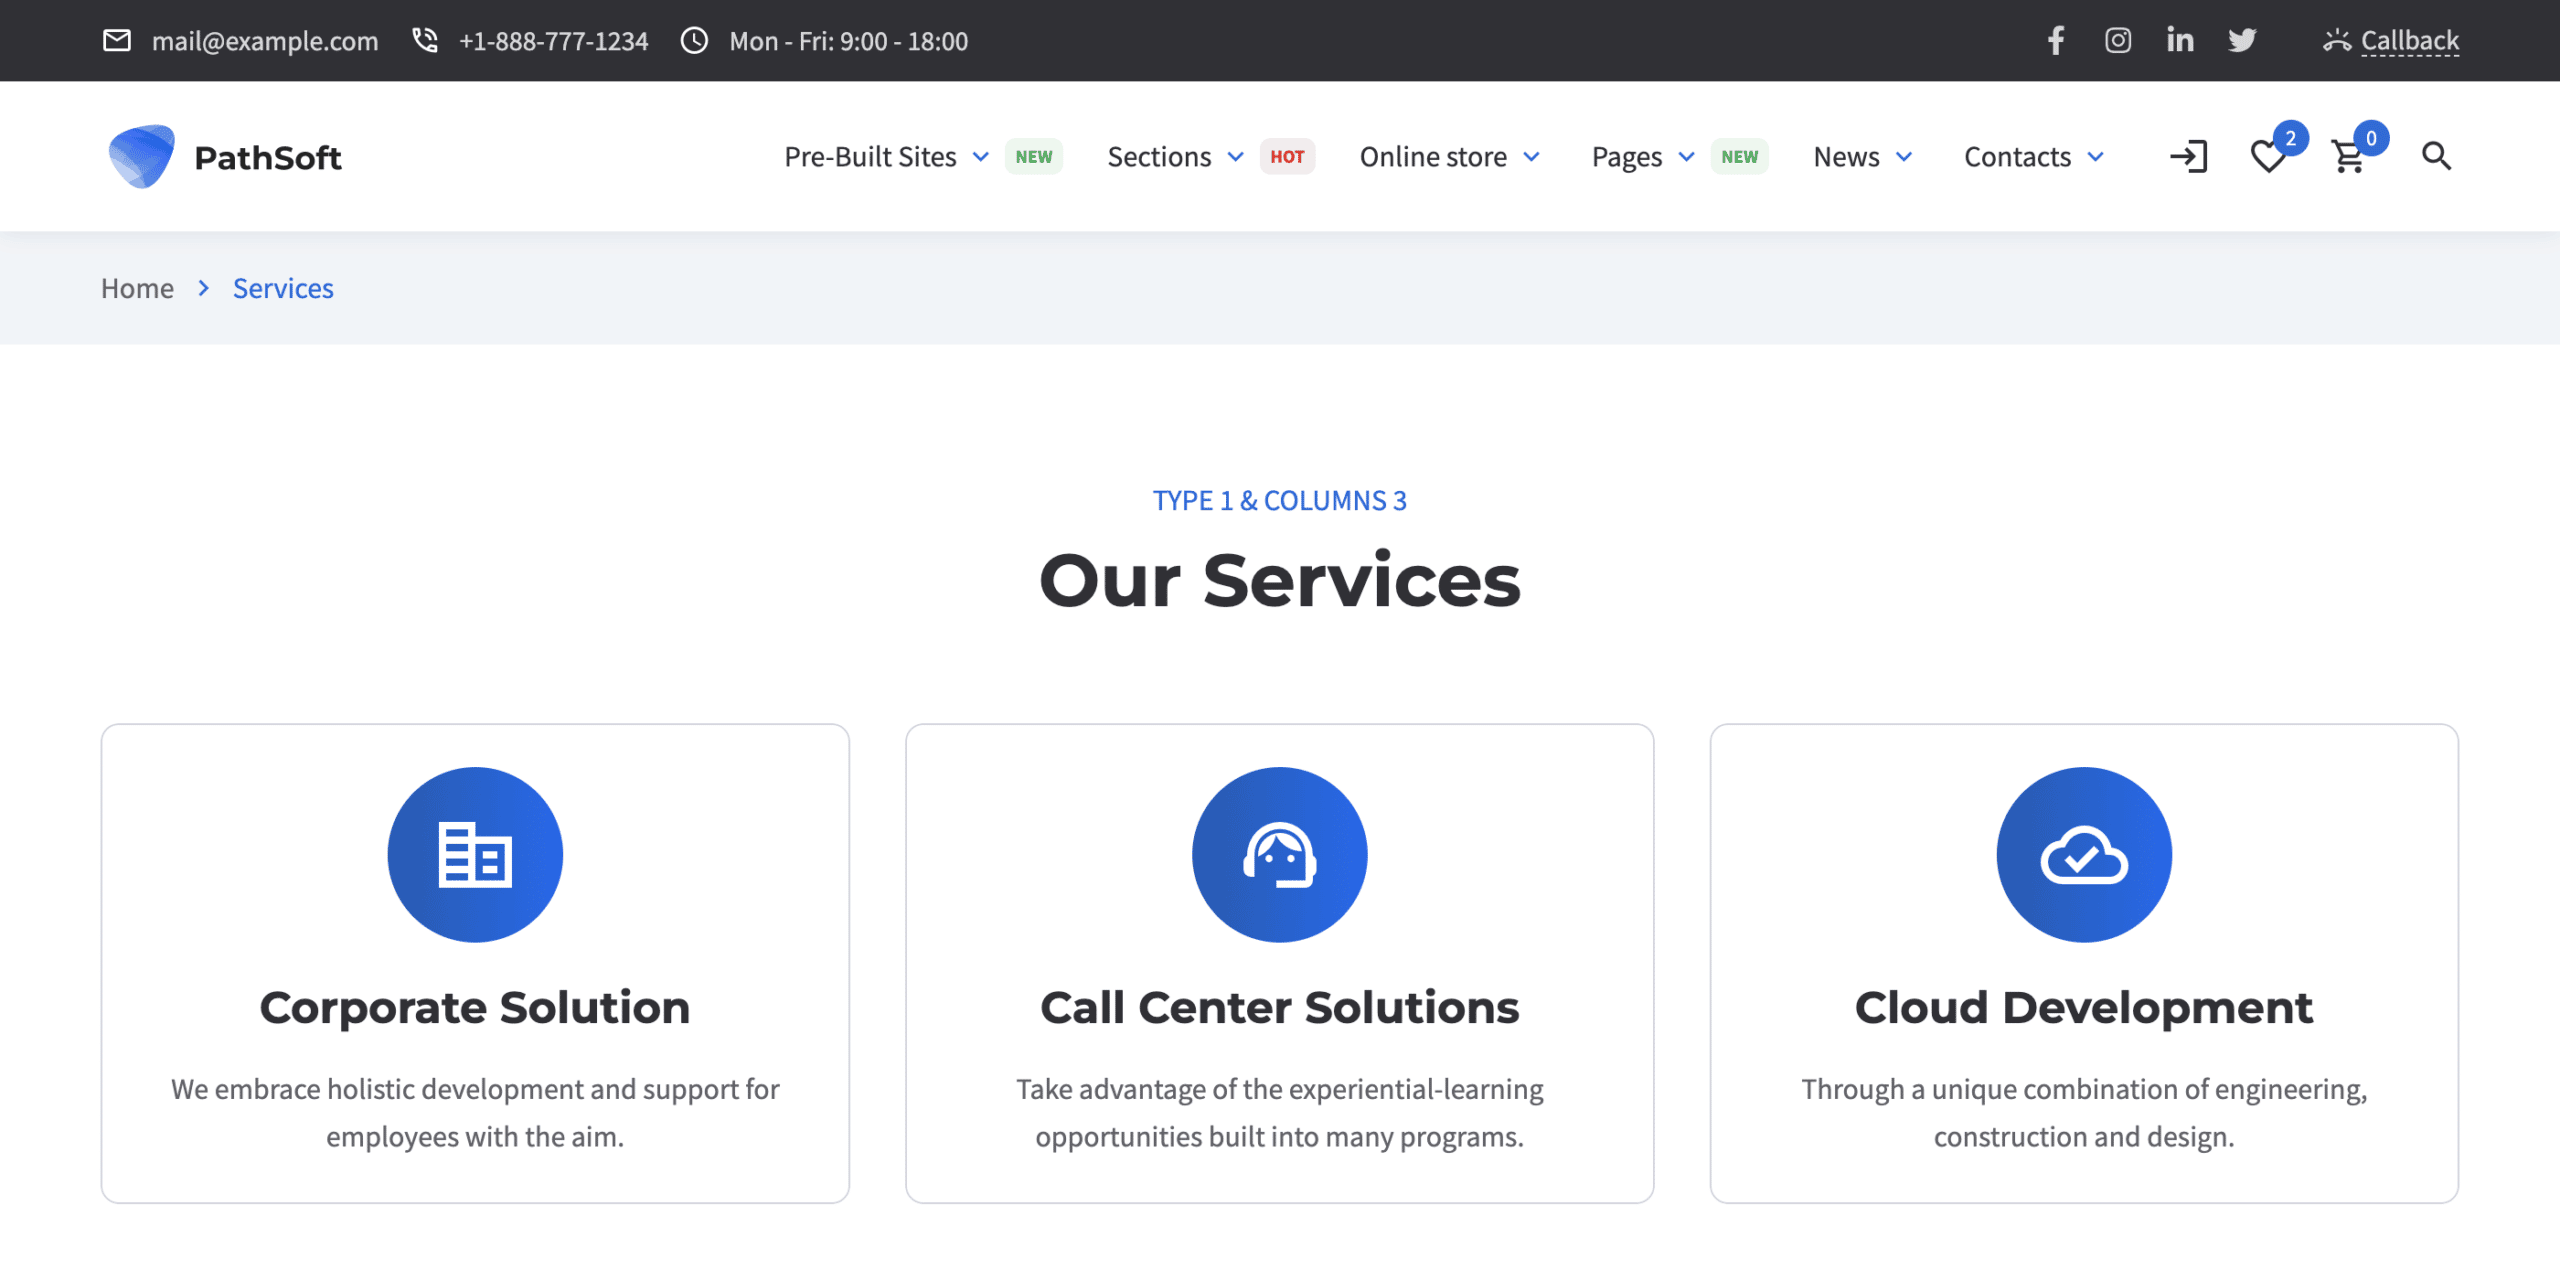 mail@example.com +1-888-777-1234 Mon - Fri: 9:00 - 18:00 Callback
PathSoft Pre-Built Sites NEW Sections HOT Online store Pages NEW News Contacts 2 0
Home Services
TYPE 1 & COLUMNS 3
Our Services
Corporate Solution
We embrace holistic development and support for
employees with the aim.
Call Center Solutions
Take advantage of the experiential-learning
opportunities built into many programs.
Cloud Development
Through a unique combination of engineering,
construction and design.